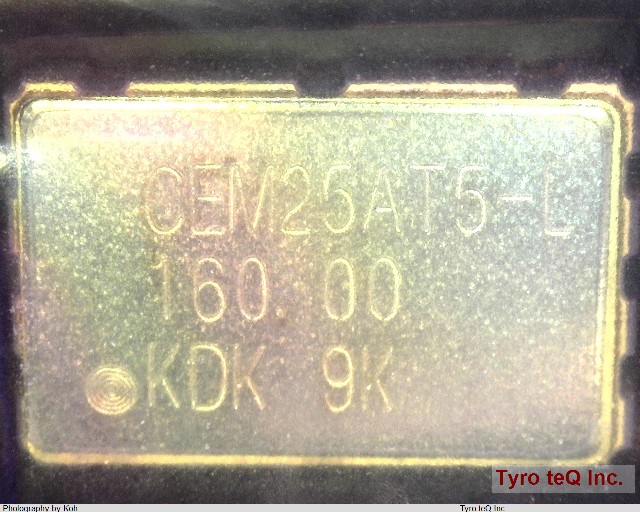 CEM25AT5-L
160.00
KDK 9K
Tyro teQ Inc.
Photography by Koh
Tyro teQ Inc